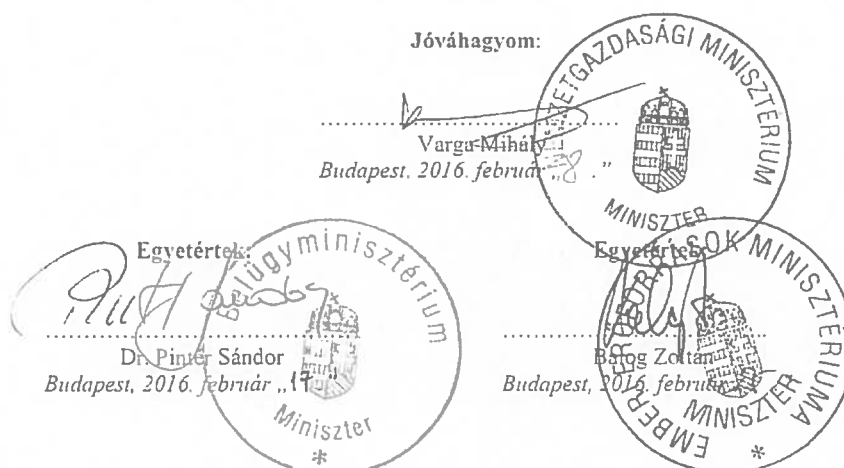 Jóváhagyom:
Varga Mihály
Budapest, 2016. február „ .”
NEMZETGAZDASÁGI MINISZTÉRIUM
MINISZTER
Egyetértek:
Dr. Pintér Sándor
Budapest, 2016. február „17 ”
Belügyminisztérium
Miniszter
*
Egyetértek:
Balog Zoltán
Budapest, 2016. február
EMBERI ERŐFORRÁSOK MINISZTÉRIUMA
MINISZTER
*